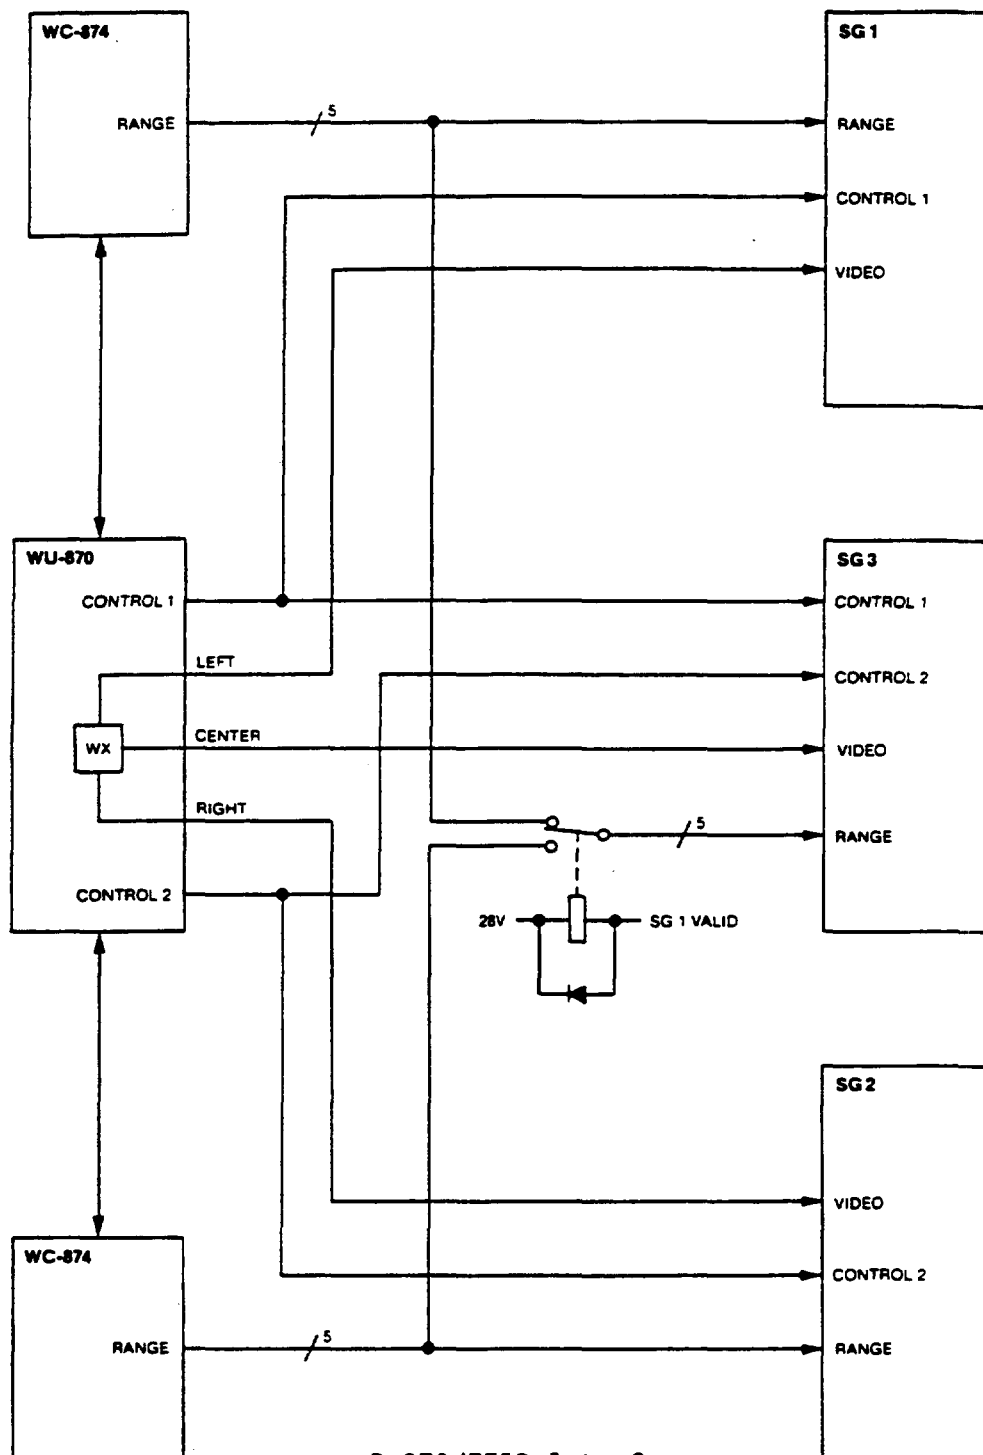 WC-874
RANGE
5
SG 1
RANGE
CONTROL 1
VIDEO
WU-870
CONTROL 1
LEFT
WX
CENTER
RIGHT
CONTROL 2
SG 3
CONTROL 1
CONTROL 2
VIDEO
5
RANGE
28V
SG 1 VALID
SG 2
VIDEO
CONTROL 2
RANGE
WC-874
RANGE
5